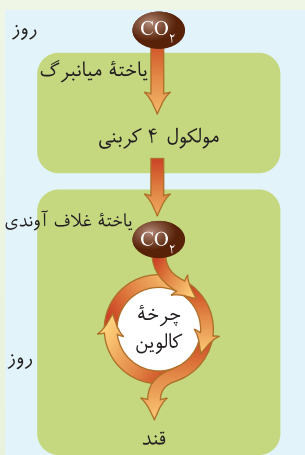 روز
CO۲
یاختهٔ میانبرگ
مولکول ۴ کربنی
یاختهٔ غلاف آوندی
CO۲
چرخهٔ
کالوین
روز
قند